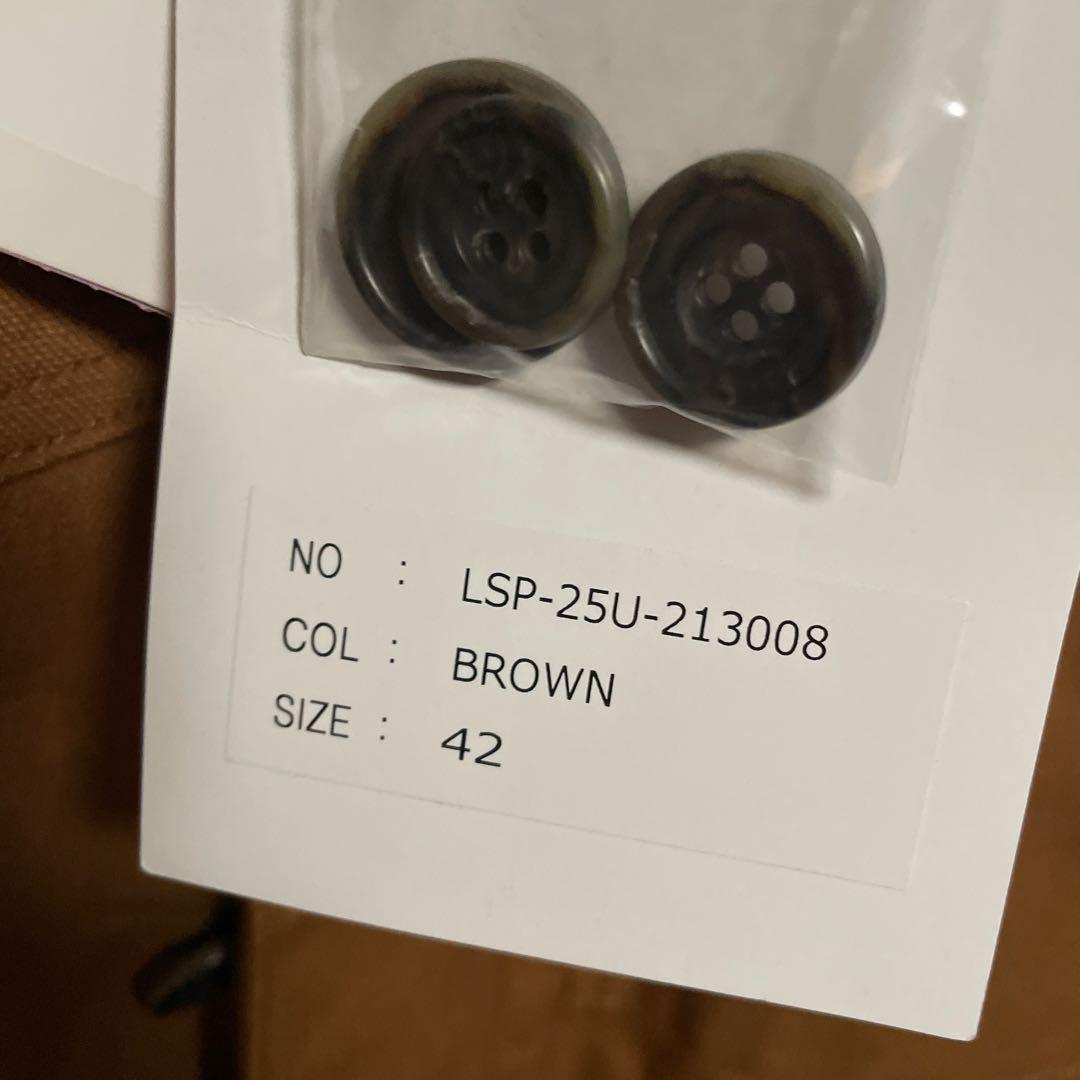 NO : LSP-25U-213008
COL : BROWN
SIZE : 42